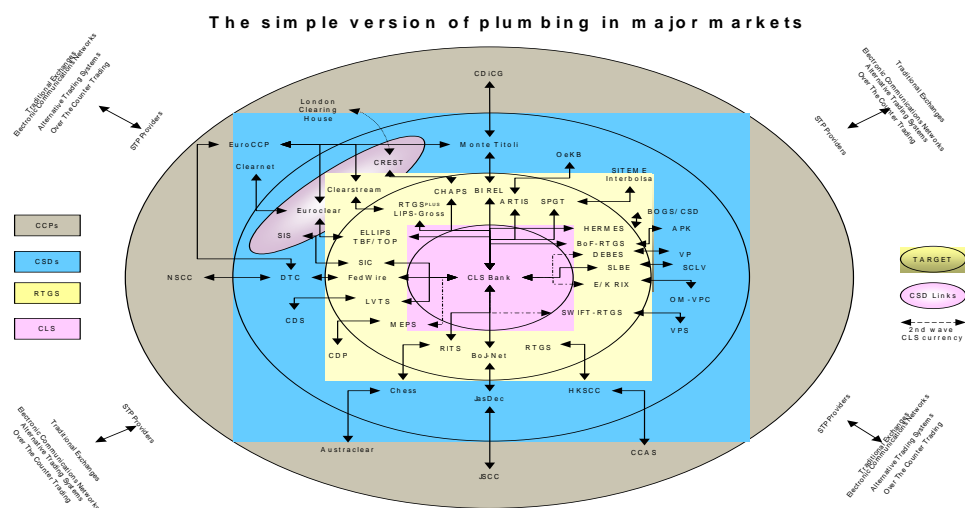 The simple version of plumbing in major markets
Traditional Exchanges
Electronic Communications Networks
Alternative Trading Systems
Over The Counter Trading
STP Providers
Traditional Exchanges
Electronic Communications Networks
Alternative Trading Systems
Over The Counter Trading
STP Providers
CDiCG
London
Clearing
House
EuroCCP
MonteTitoli
CREST
OeKB
Clearnet
SITEME
Interbolsa
Clearstream
CHAPS
BIREL
ARTIS
SPGT
RTGSPLUS
LIPS-Gross
Euroclear
BOGS/CSD
CCPs
SIS
ELLIPS
TBF/TOP
HERMES
APK
BoF-RTGS
DEBES
VP
TARGET
CSDs
SIC
SLBE
SCLV
NSCC
DTC
FedWire
CLS Bank
E/KRIX
RTGS
LVTS
OM-VPC
CSD Links
CDS
SWIFT-RTGS
CLS
MEPS
VPS
2nd wave
CLS currency
CDP
RITS
BoJ-Net
RTGS
Chess
JasDec
HKSCC
Austraclear
CCAS
JSCC
STP Providers
Traditional Exchanges
Electronic Communications Networks
Alternative Trading Systems
Over The Counter Trading
STP Providers
Traditional Exchanges
Electronic Communications Networks
Alternative Trading Systems
Over The Counter Trading